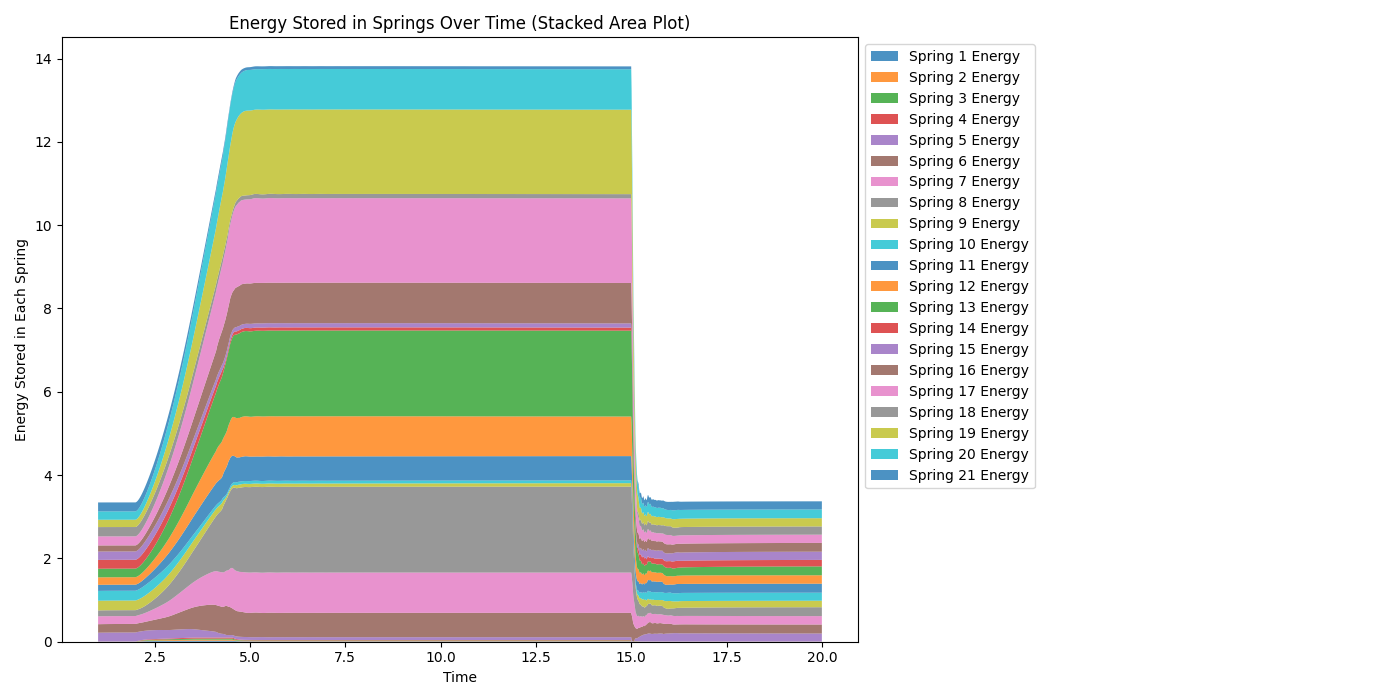 Energy Stored in Springs Over Time (Stacked Area Plot)
Energy Stored in Each Spring
14
12
10
8
6
4
2
0
2.5
5.0
7.5
10.0
12.5
15.0
17.5
20.0
Time
Spring 1 Energy
Spring 2 Energy
Spring 3 Energy
Spring 4 Energy
Spring 5 Energy
Spring 6 Energy
Spring 7 Energy
Spring 8 Energy
Spring 9 Energy
Spring 10 Energy
Spring 11 Energy
Spring 12 Energy
Spring 13 Energy
Spring 14 Energy
Spring 15 Energy
Spring 16 Energy
Spring 17 Energy
Spring 18 Energy
Spring 19 Energy
Spring 20 Energy
Spring 21 Energy